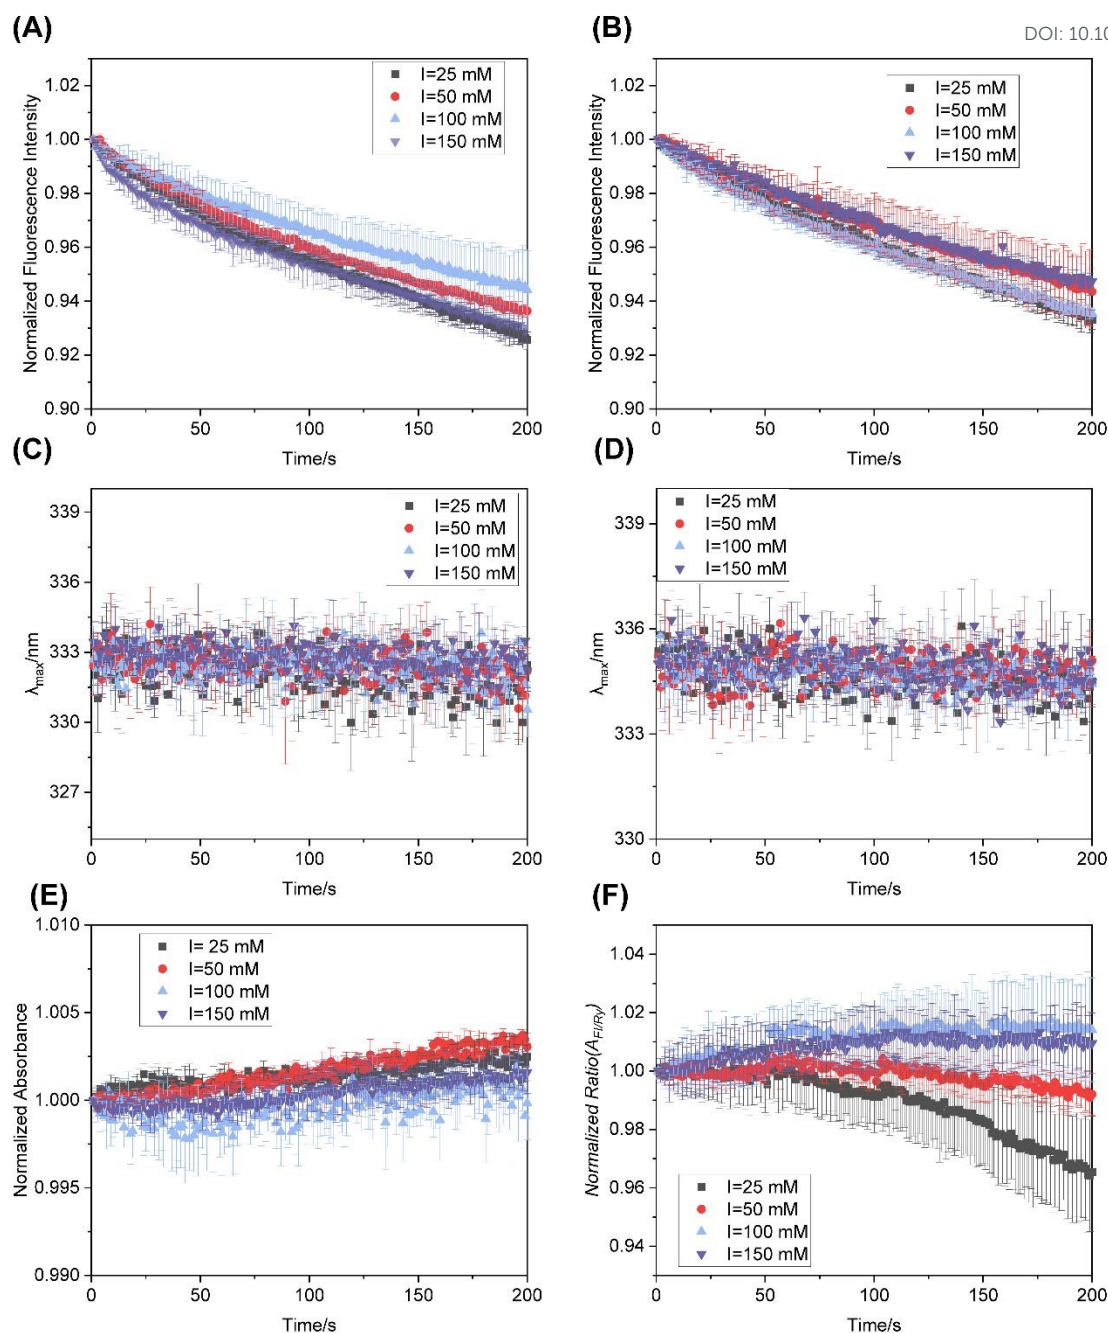 (A)
(B)
DOI: 10.10
Normalized Fluorescence Intensity
1.02
1.00
0.98
0.96
0.94
0.92
0.90
I=25 mM
I=50 mM
I=100 mM
I=150 mM
0
50
100
150
200
Time/s
Normalized Fluorescence Intensity
1.02
1.00
0.98
0.96
0.94
0.92
0.90
I=25 mM
I=50 mM
I=100 mM
I=150 mM
0
50
100
150
200
Time/s
(C)
(D)
λmax/nm
339
336
333
330
327
I=25 mM
I=50 mM
I=100 mM
I=150 mM
0
50
100
150
200
Time/s
λmax/nm
339
336
333
330
I=25 mM
I=50 mM
I=100 mM
I=150 mM
0
50
100
150
200
Time/s
(E)
(F)
Normalized Absorbance
1.010
1.005
1.000
0.995
0.990
I= 25 mM
I=50 mM
I=100 mM
I=150 mM
0
50
100
150
200
Time/s
Normalized Ratio(AFI/Ry)
1.04
1.02
1.00
0.98
0.96
0.94
I=25 mM
I=50 mM
I=100 mM
I=150 mM
0
50
100
150
200
Time/s